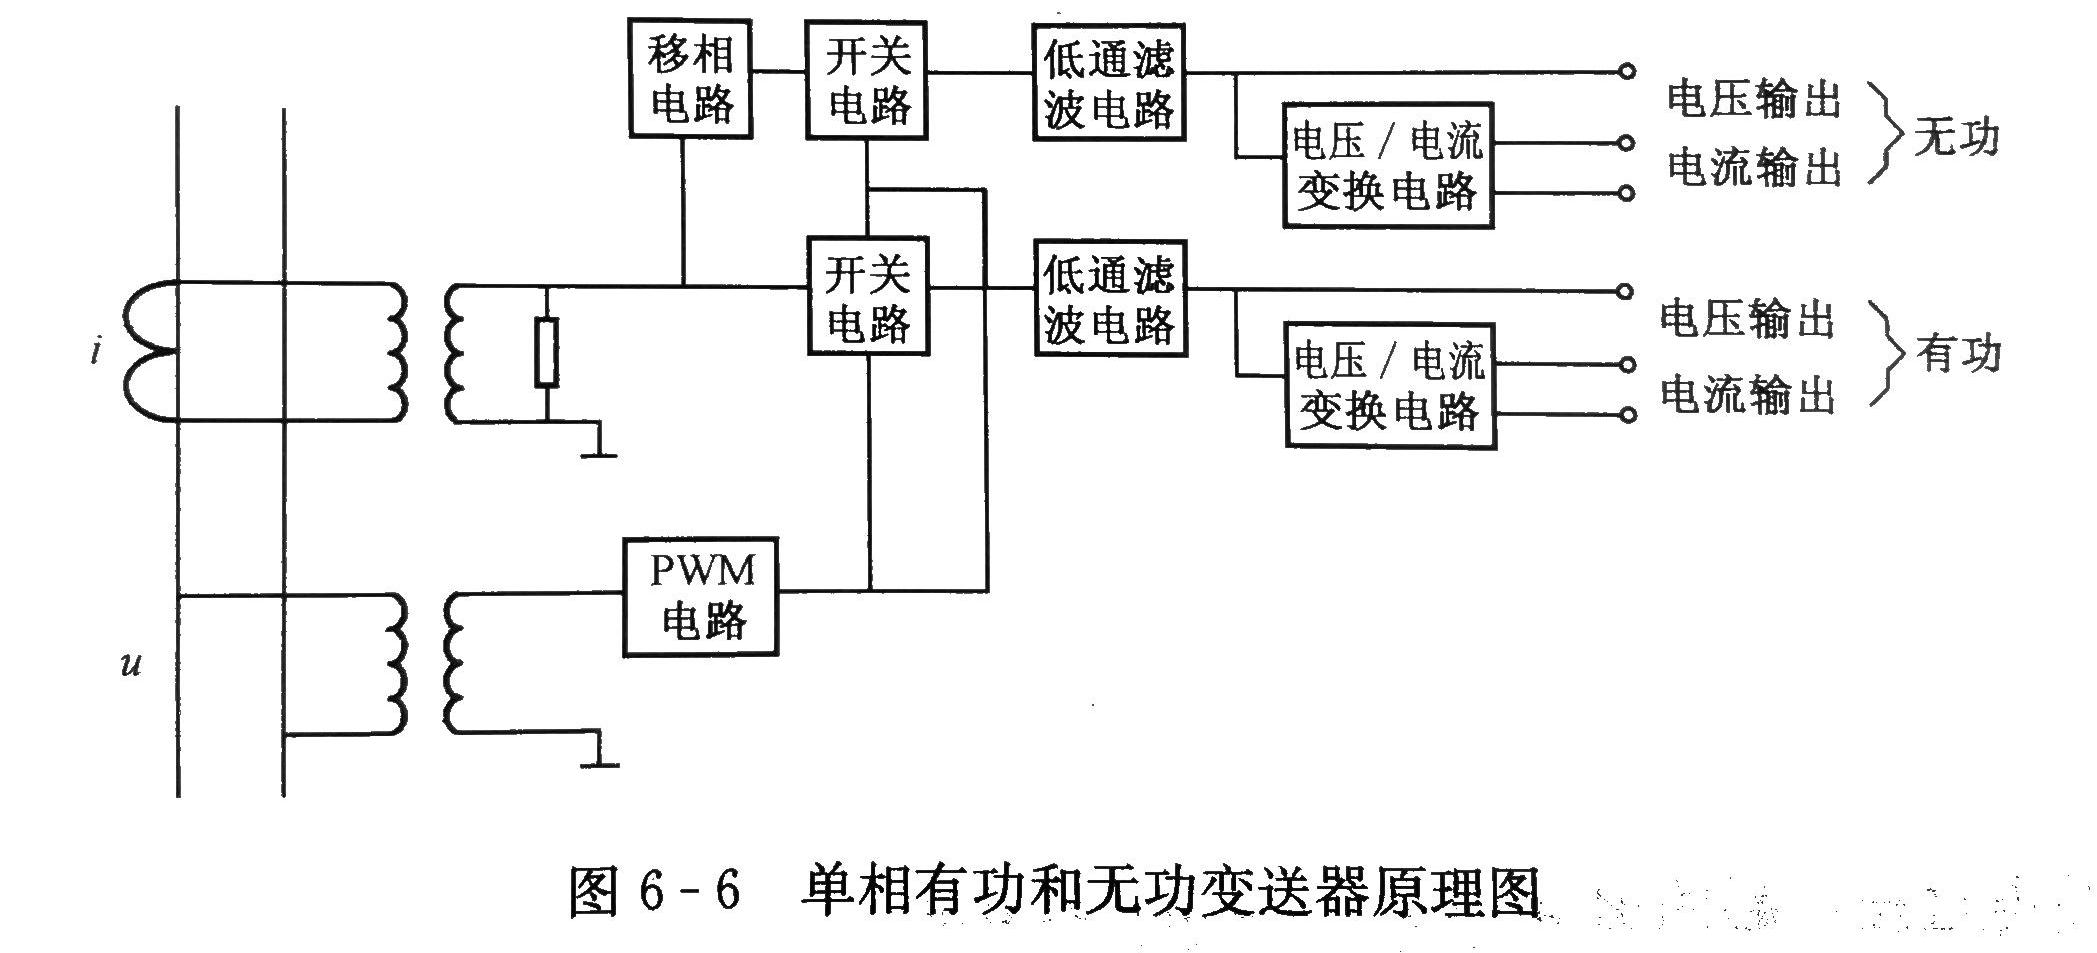 移相
电路
开关
电路
低通滤
波电路
电压输出
电压/电流
变换电路
电流输出
无功
i
开关
电路
低通滤
波电路
电压输出
电压/电流
变换电路
电流输出
有功
u
PWM
电路
图6-6 单相有功和无功变送器原理图